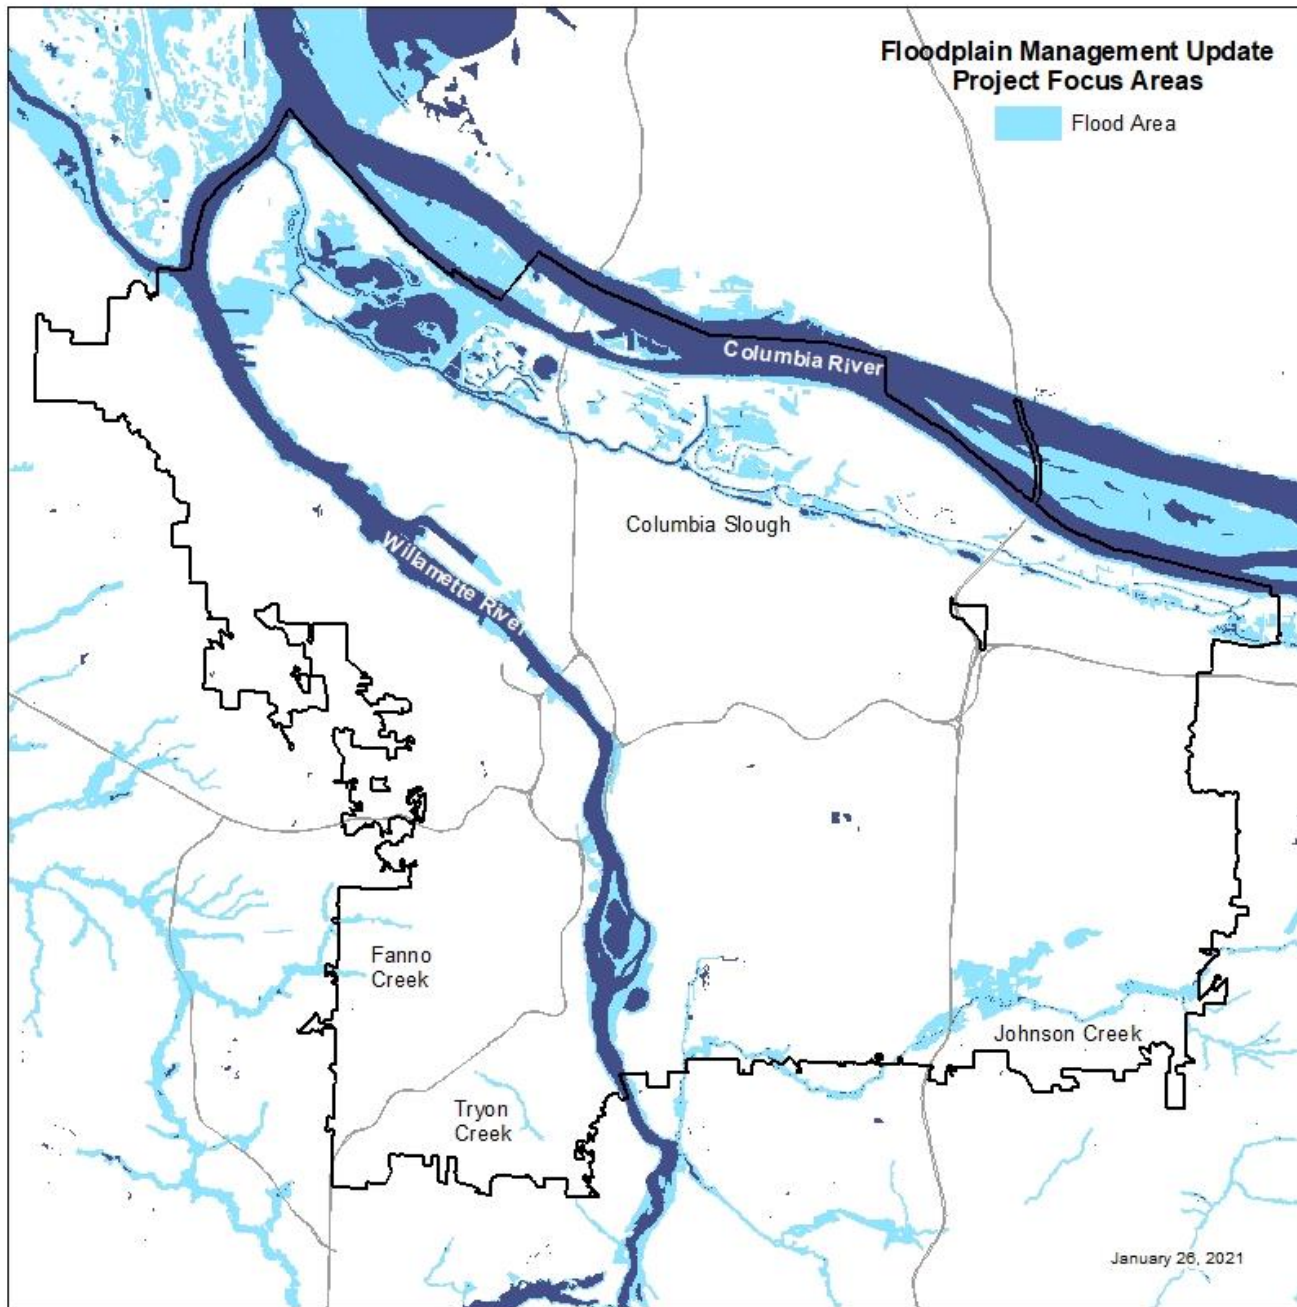 Floodplain Management Update
Project Focus Areas
Flood Area
Columbia River
Columbia Slough
Willamette River
Fanno
Creek
Johnson Creek
Tryon
Creek
January 26, 2021